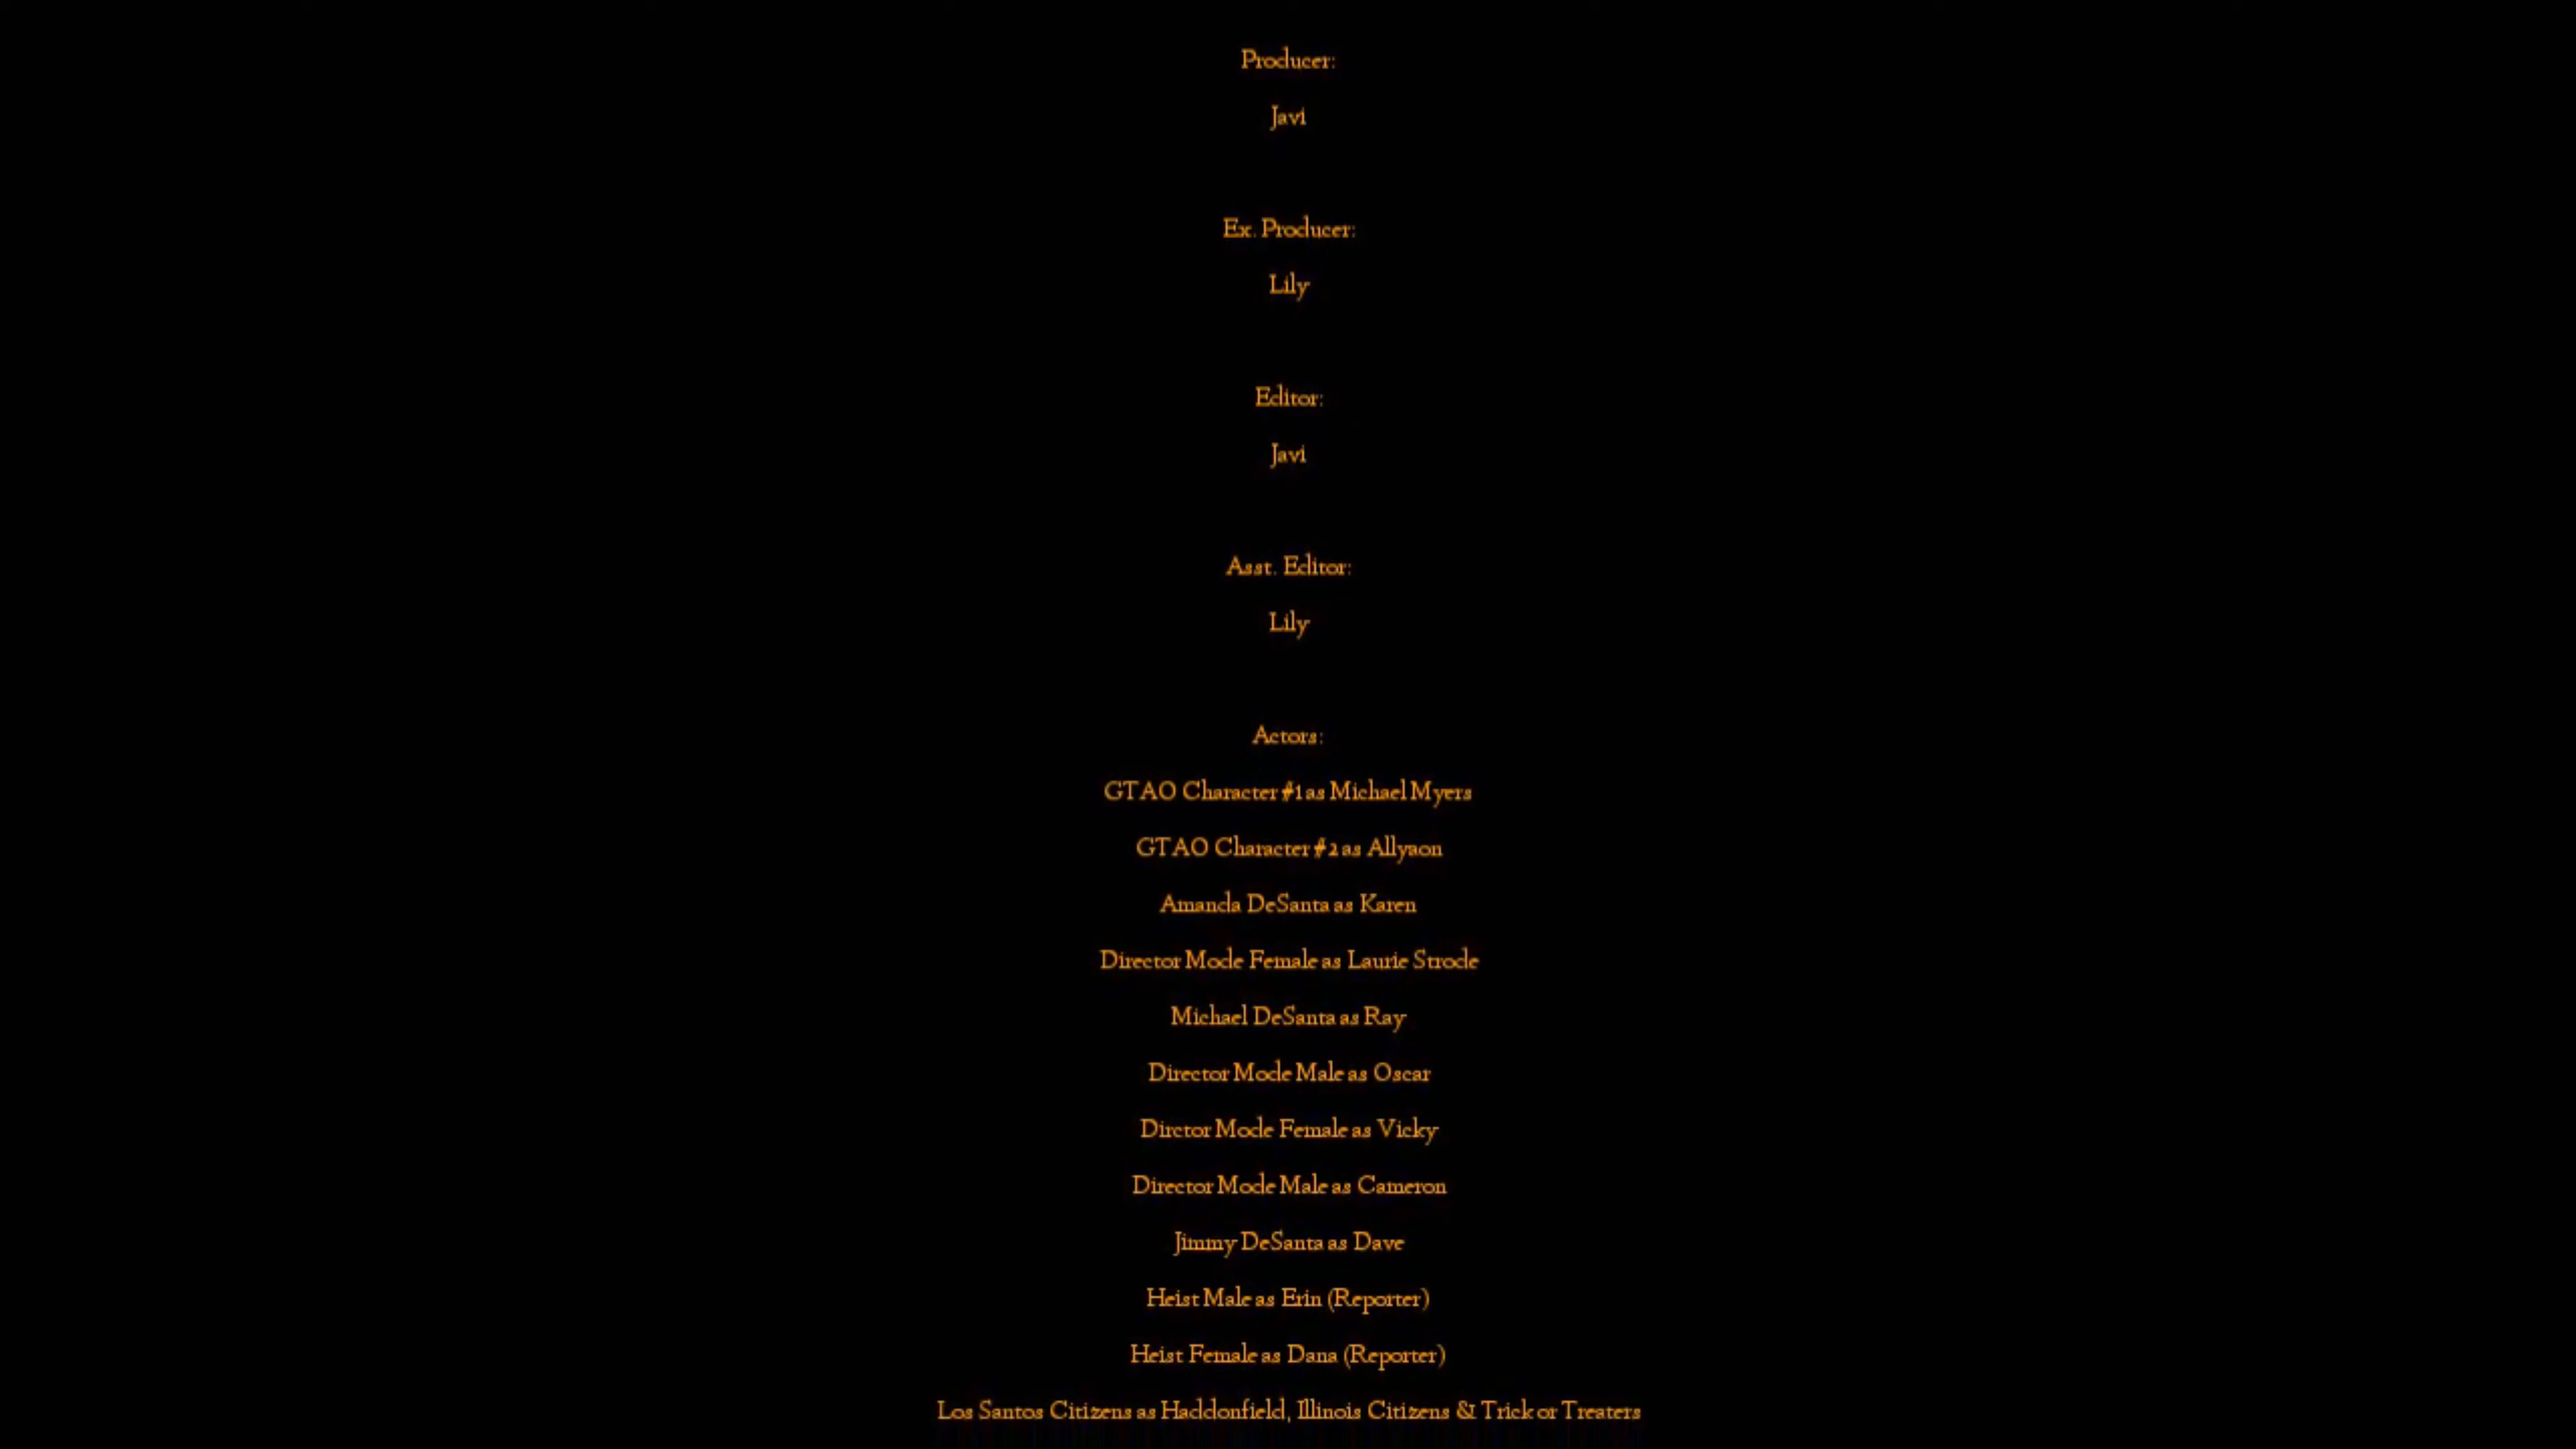 Producer:
Javi
Ex. Producer:
Lily
Editor:
Javi
Asst. Editor:
Lily
Actors:
GTAO Character #1 as Michael Myers
GTAO Character #2 as Allyaon
Amanda DeSanta as Karen
Director Mode Female as Laurie Strode
Michael DeSanta as Ray
Director Mode Male as Oscar
Dirctor Mode Female as Vicky
Director Mode Male as Cameron
Jimmy DeSanta as Dave
Heist Male as Erin (Reporter)
Heist Female as Dana (Reporter)
Los Santos Citizens as Haddonfield, Illinois Citizens & Trick or Treaters